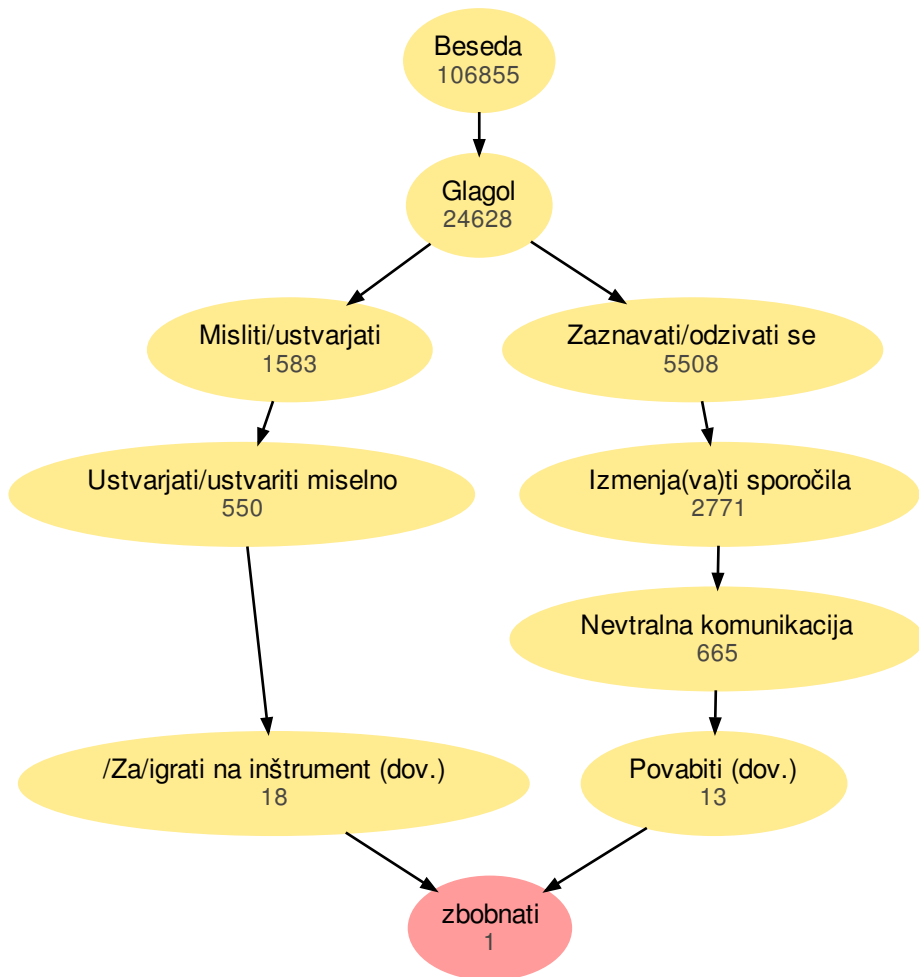 Beseda
106855
Glagol
24628
Misliti/ustvarjati
1583
Zaznavati/odzivati se
5508
Ustvarjati/ustvariti miselno
550
Izmenja(va)ti sporočila
2771
Nevtralna komunikacija
665
/Za/igrati na inštrument (dov.)
18
Povabiti (dov.)
13
zbobnati
1